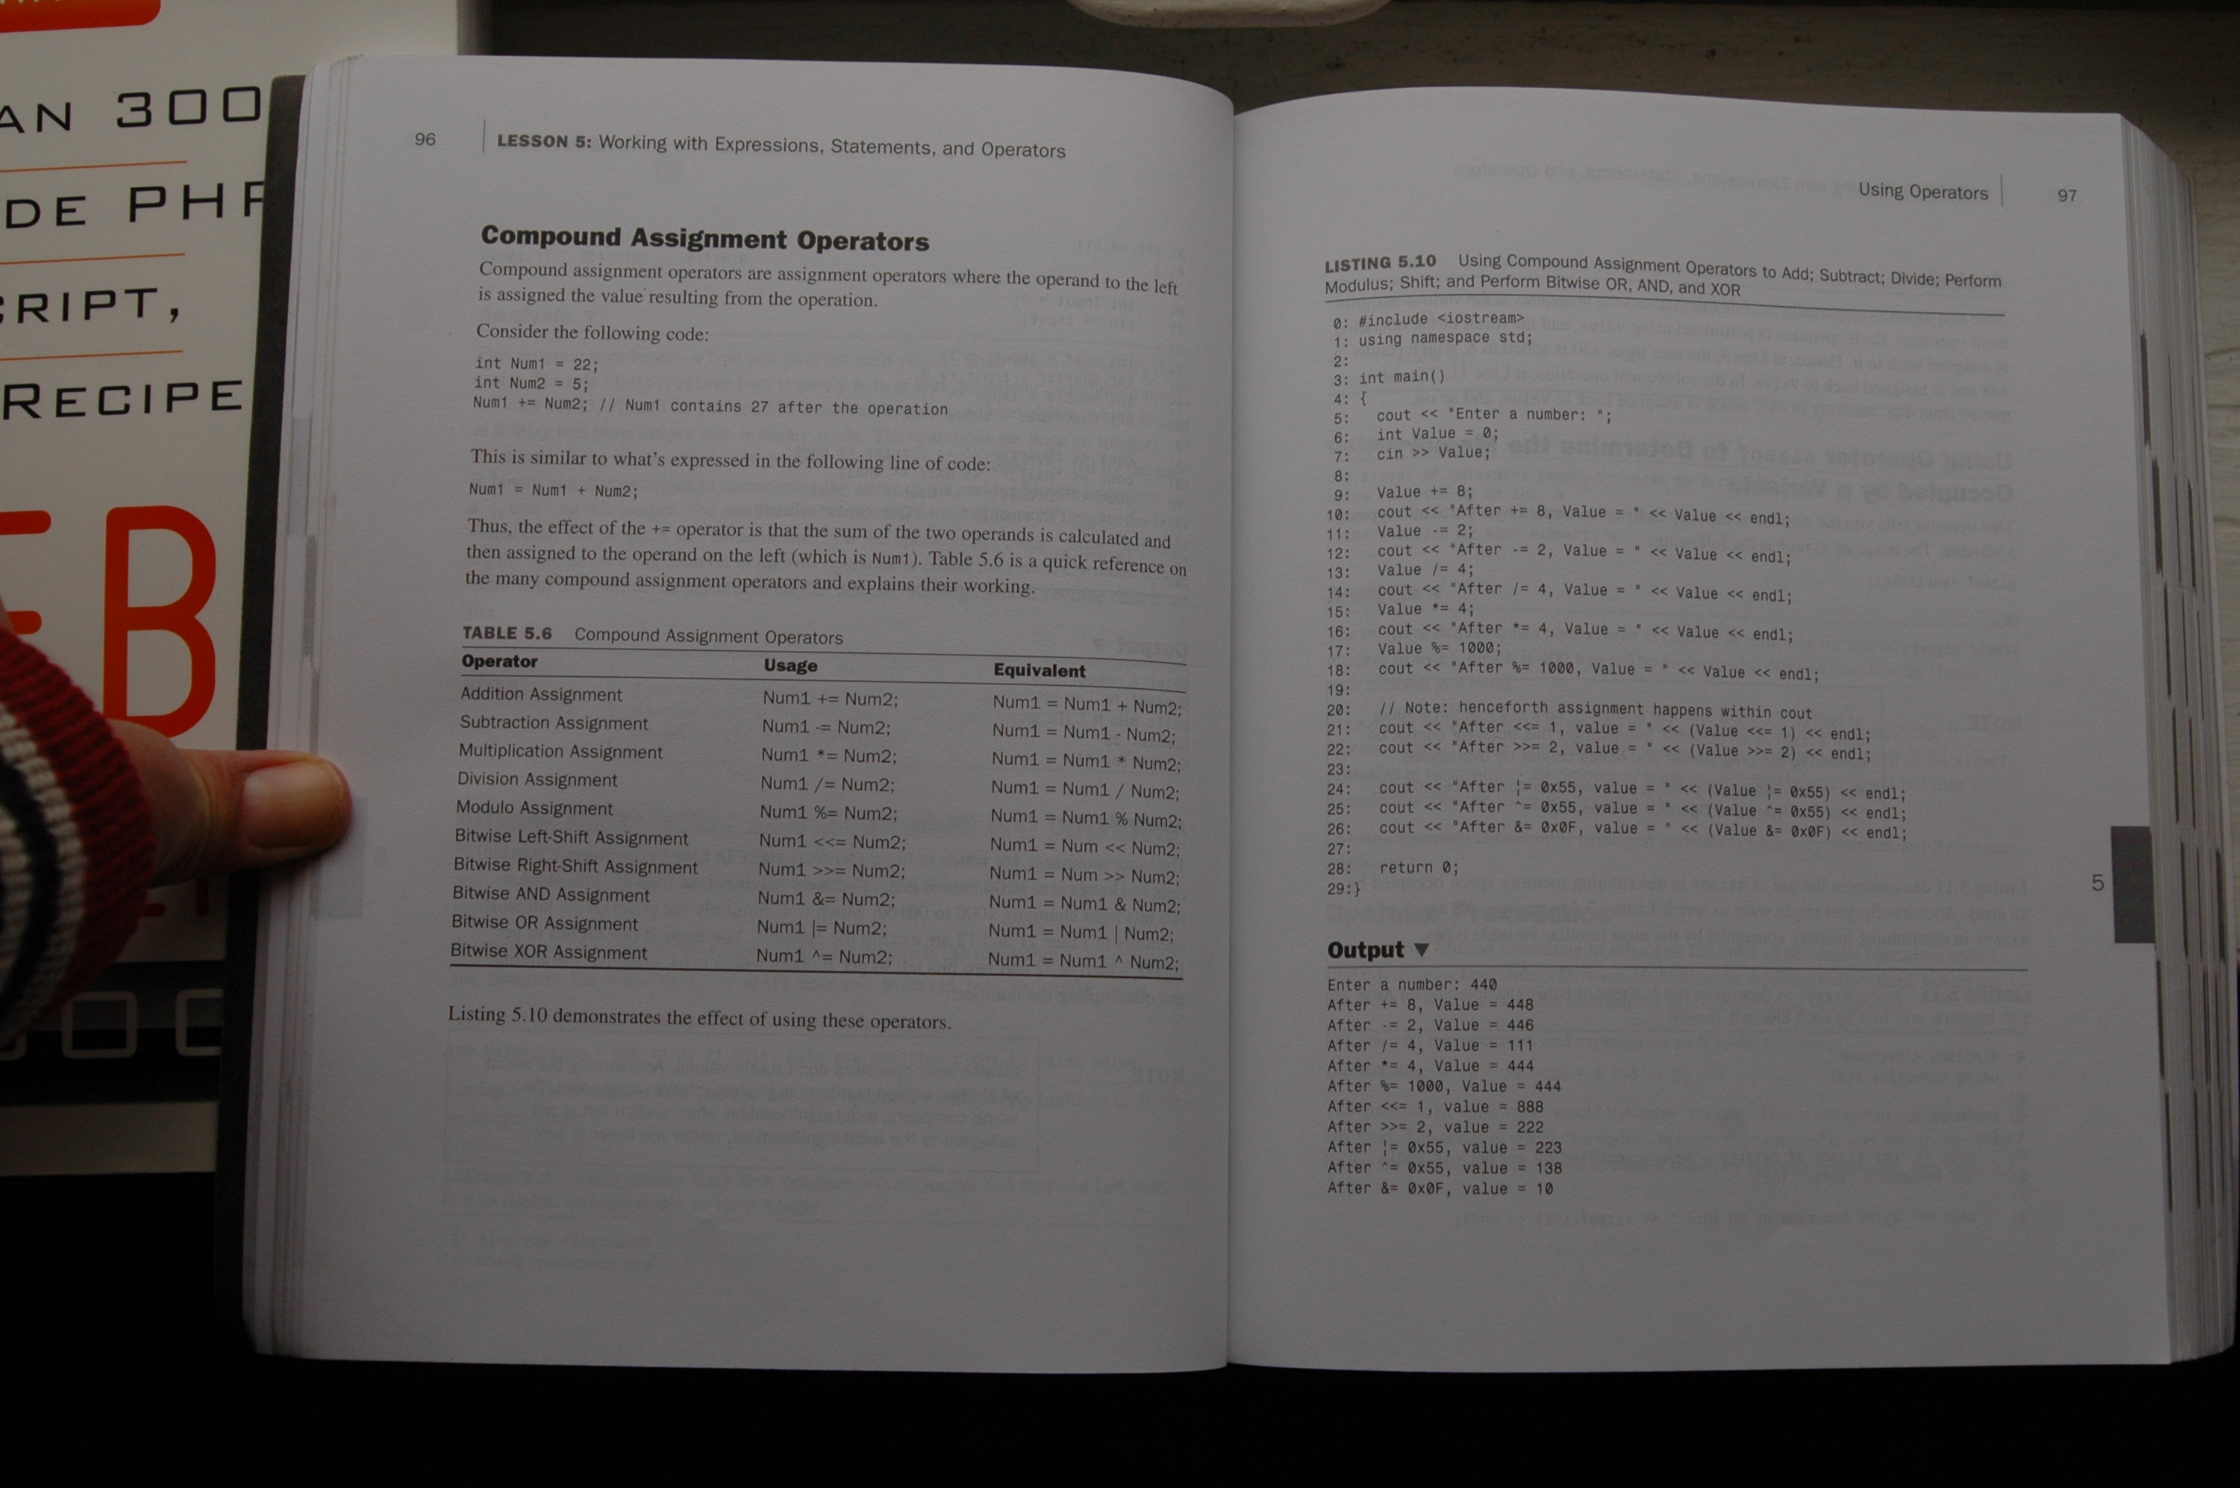 AN 300
DE PHP
CRIPT,
RECIPE
EB
96
LESSON 5: Working with Expressions, Statements, and Operators
Compound Assignment Operators
Compound assignment operators are assignment operators where the operand to the left
is assigned the value resulting from the operation.
Consider the following code:
int Num1 = 22;
int Num2 = 5;
Num1 += Num2; // Num1 contains 27 after the operation
This is similar to what's expressed in the following line of code:
Num1 = Num1 + Num2;
Thus, the effect of the += operator is that the sum of the two operands is calculated and
then assigned to the operand on the left (which is Num1). Table 5.6 is a quick reference on
the many compound assignment operators and explains their working.
TABLE 5.6 Compound Assignment Operators
Operator Usage Equivalent
Addition Assignment Num1 += Num2; Num1 = Num1 + Num2;
Subtraction Assignment Num1 -= Num2; Num1 = Num1 - Num2;
Multiplication Assignment Num1 *= Num2; Num1 = Num1 * Num2;
Division Assignment Num1 /= Num2; Num1 = Num1 / Num2;
Modulo Assignment Num1 %= Num2; Num1 = Num1 % Num2;
Bitwise Left-Shift Assignment Num1 <<= Num2; Num1 = Num << Num2;
Bitwise Right-Shift Assignment Num1 >>= Num2; Num1 = Num >> Num2;
Bitwise AND Assignment Num1 &= Num2; Num1 = Num1 & Num2;
Bitwise OR Assignment Num1 |= Num2; Num1 = Num1 | Num2;
Bitwise XOR Assignment Num1 ^= Num2; Num1 = Num1 ^ Num2;
Listing 5.10 demonstrates the effect of using these operators.
Using Operators
97
LISTING 5.10 Using Compound Assignment Operators to Add; Subtract; Divide; Perform
Modulus; Shift; and Perform Bitwise OR, AND, and XOR
0: #include <iostream>
1: using namespace std;
2:
3: int main()
4: {
5: cout << "Enter a number: ";
6: int Value = 0;
7: cin >> Value;
8:
9: Value += 8;
10: cout << "After += 8, Value = " << Value << endl;
11: Value -= 2;
12: cout << "After -= 2, Value = " << Value << endl;
13: Value /= 4;
14: cout << "After /= 4, Value = " << Value << endl;
15: Value *= 4;
16: cout << "After *= 4, Value = " << Value << endl;
17: Value %= 1000;
18: cout << "After %= 1000, Value = " << Value << endl;
19:
20: // Note: henceforth assignment happens within cout
21: cout << "After <<= 1, value = " << (Value <<= 1) << endl;
22: cout << "After >>= 2, value = " << (Value >>= 2) << endl;
23:
24: cout << "After ¦= 0x55, value = " << (Value ¦= 0x55) << endl;
25: cout << "After ^= 0x55, value = " << (Value ^= 0x55) << endl;
26: cout << "After &= 0x0F, value = " << (Value &= 0x0F) << endl;
27:
28: return 0;
29:}
5
Output ▼
Enter a number: 440
After += 8, Value = 448
After -= 2, Value = 446
After /= 4, Value = 111
After *= 4, Value = 444
After %= 1000, Value = 444
After <<= 1, value = 888
After >>= 2, value = 222
After ¦= 0x55, value = 223
After ^= 0x55, value = 138
After &= 0x0F, value = 10